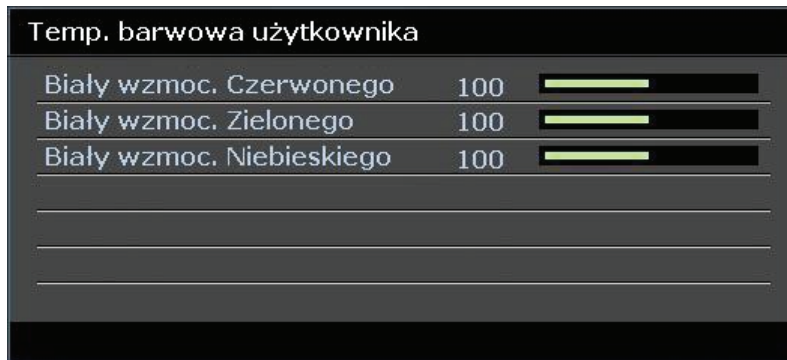 Temp. barwowa użytkownika
Biały wzmoc. Czerwonego 100
Biały wzmoc. Zielonego 100
Biały wzmoc. Niebieskiego 100